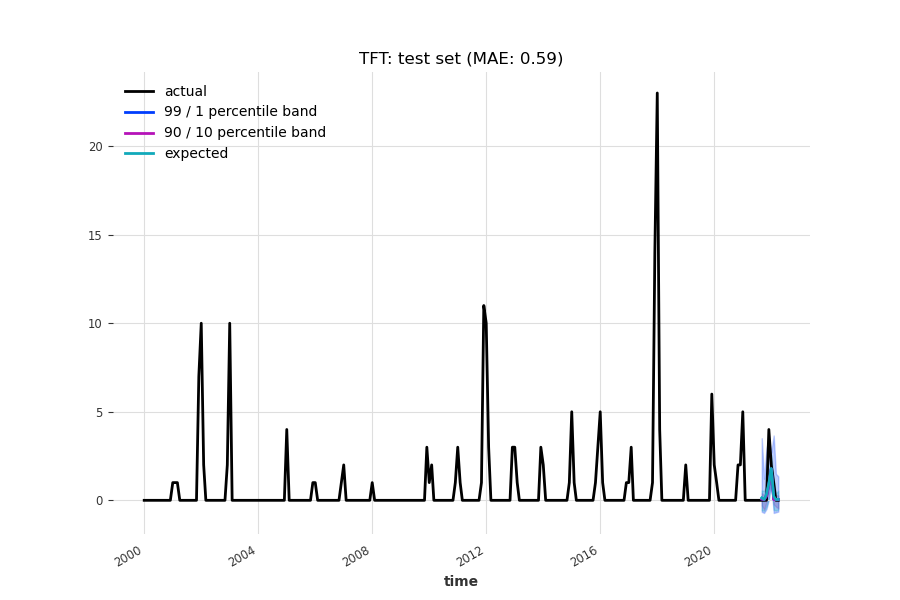 TFT: test set (MAE: 0.59)
actual
99 / 1 percentile band
90 / 10 percentile band
expected
20
15
10
5
0
2000
2004
2008
2012
2016
2020
time